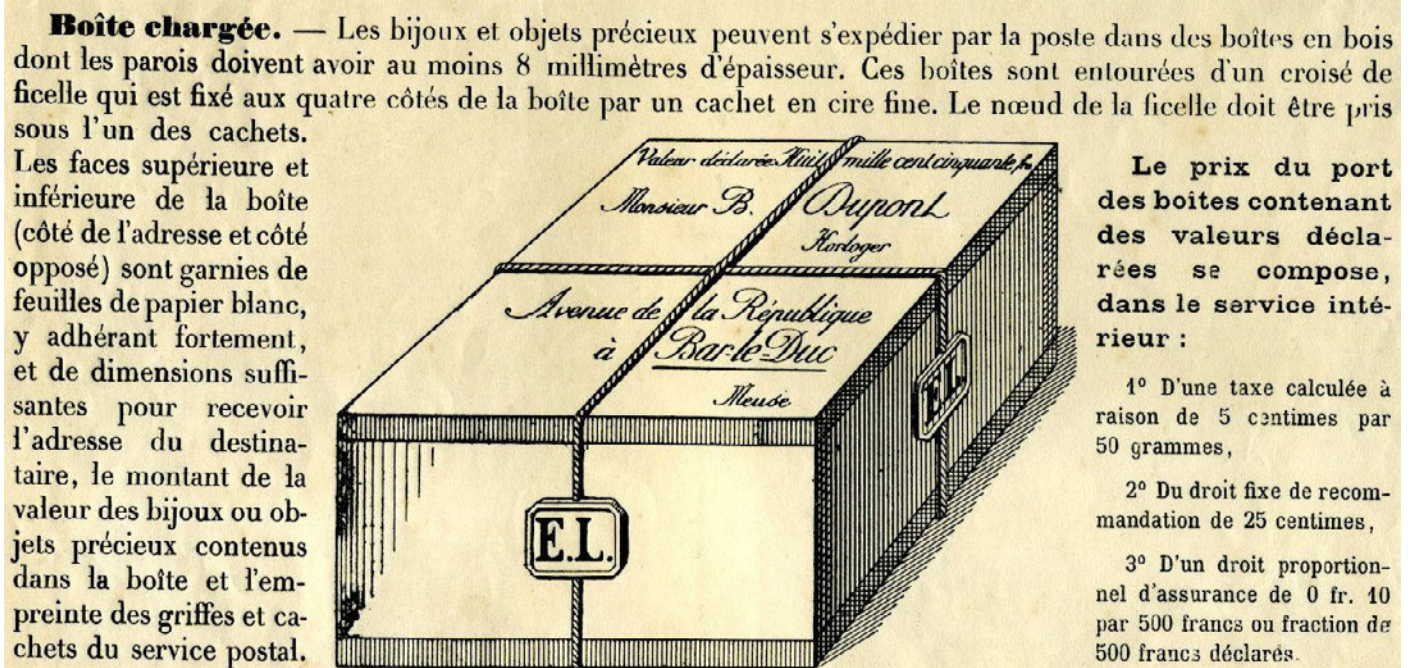 Boîte chargée. — Les bijoux et objets précieux peuvent s'expédier par la poste dans des boîtes en bois
dont les parois doivent avoir au moins 8 millimètres d'épaisseur. Ces boîtes sont entourées d'un croisé de
ficelle qui est fixé aux quatre côtés de la boîte par un cachet en cire fine. Le nœud de la ficelle doit être pris
sous l'un des cachets.
Les faces supérieure et
inférieure de la boîte
(côté de l'adresse et côté
opposé) sont garnies de
feuilles de papier blanc,
y adhérant fortement,
et de dimensions suffi-
santes pour recevoir
l'adresse du destina-
taire, le montant de la
valeur des bijoux ou ob-
jets précieux contenus
dans la boîte et l'em-
preinte des griffes et ca-
chets du service postal.
Valeur déclarée Huit mille cent cinquante f.
Monsieur B. Dupont
Horloger
Avenue de la République
à Bar-le-Duc
Meuse
E.L.
E.L.
Le prix du port
des boîtes contenant
des valeurs décla-
rées se compose,
dans le service inté-
rieur :
1º D'une taxe calculée à
raison de 5 centimes par
50 grammes,
2º Du droit fixe de recom-
mandation de 25 centimes,
3º D'un droit proportion-
nel d'assurance de 0 fr. 10
par 500 francs ou fraction de
500 francs déclarés.